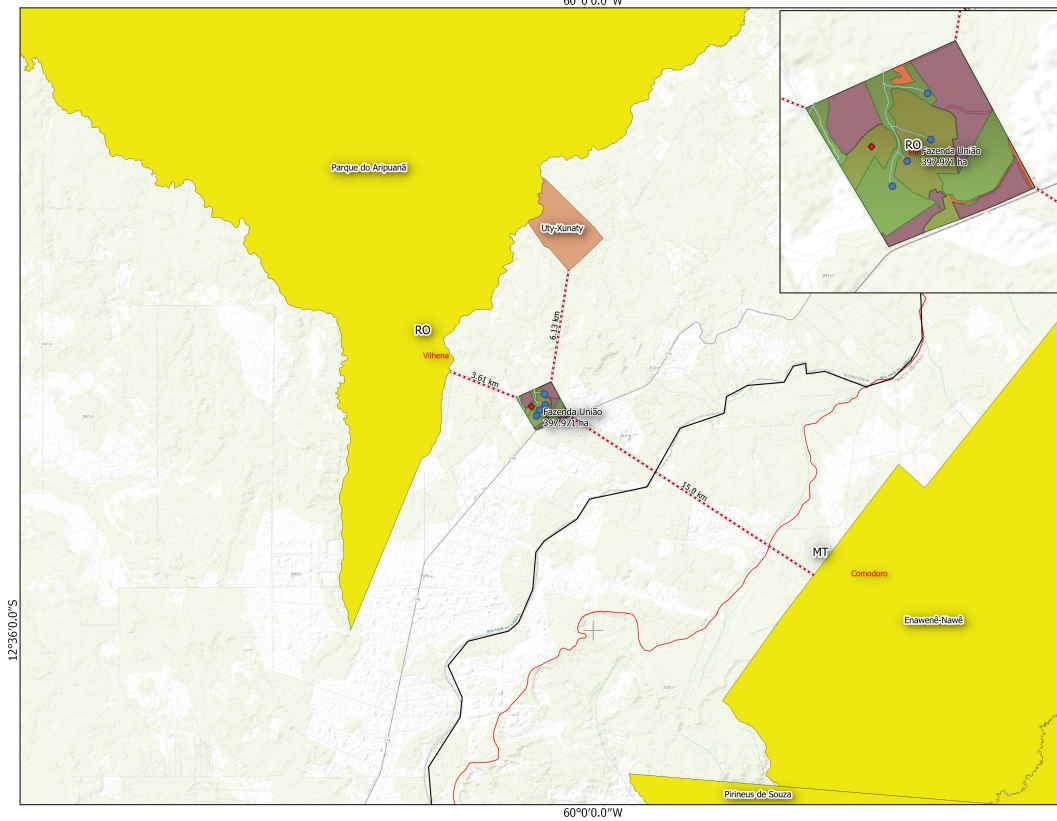 60°0'0.0"W
Parque do Aripuanã
Uty-Xunaty
RO
Fazenda União
397.971 ha
6.13 km
RO
Vilhena
3.61 km
Fazenda União
397.971 ha
15.0 km
MT
Comodoro
Enawenê-Nawê
12°36'0.0"S
Pirineus de Souza
60°0'0.0"W